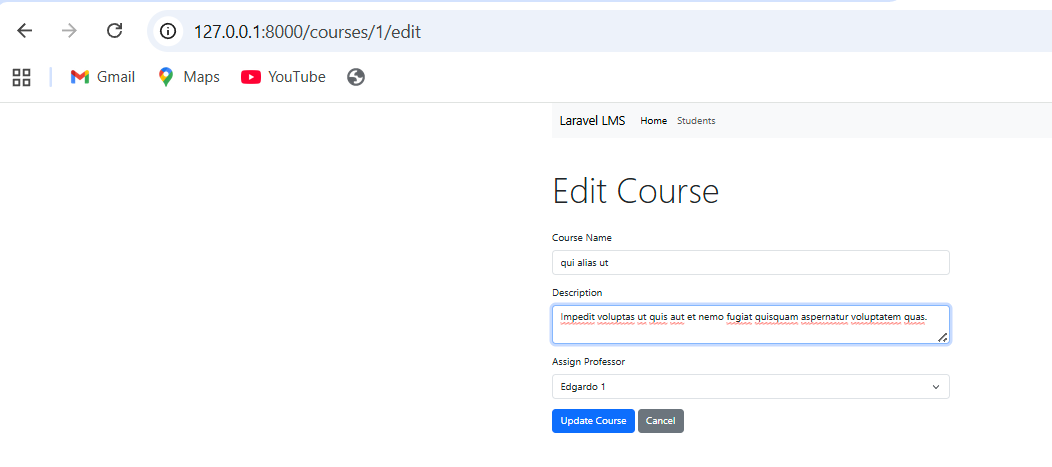 127.0.0.1:8000/courses/1/edit
Gmail Maps YouTube
Laravel LMS Home Students
Edit Course
Course Name
qui alias ut
Description
Impedit voluptas ut quis aut et nemo fugiat quisquam aspernatur voluptatem quas.
Assign Professor
Edgardo 1
Update Course Cancel